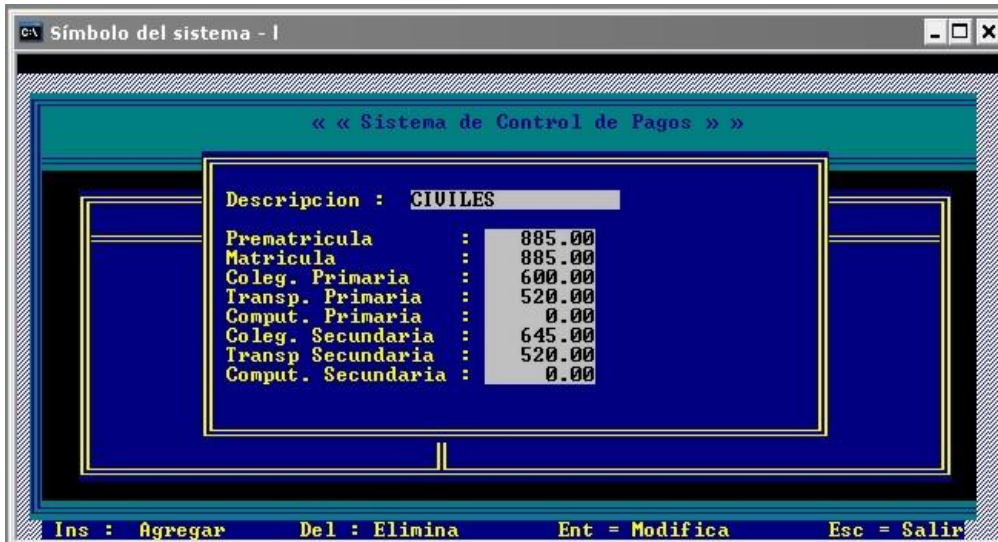 Símbolo del sistema - l
« « Sistema de Control de Pagos » »
Descripcion : CIVILES
Prematricula : 885.00
Matricula : 885.00
Coleg. Primaria : 600.00
Transp. Primaria : 520.00
Comput. Primaria : 0.00
Coleg. Secundaria : 645.00
Transp Secundaria : 520.00
Comput. Secundaria : 0.00
Ins : Agregar Del : Elimina Ent = Modifica Esc = Salir